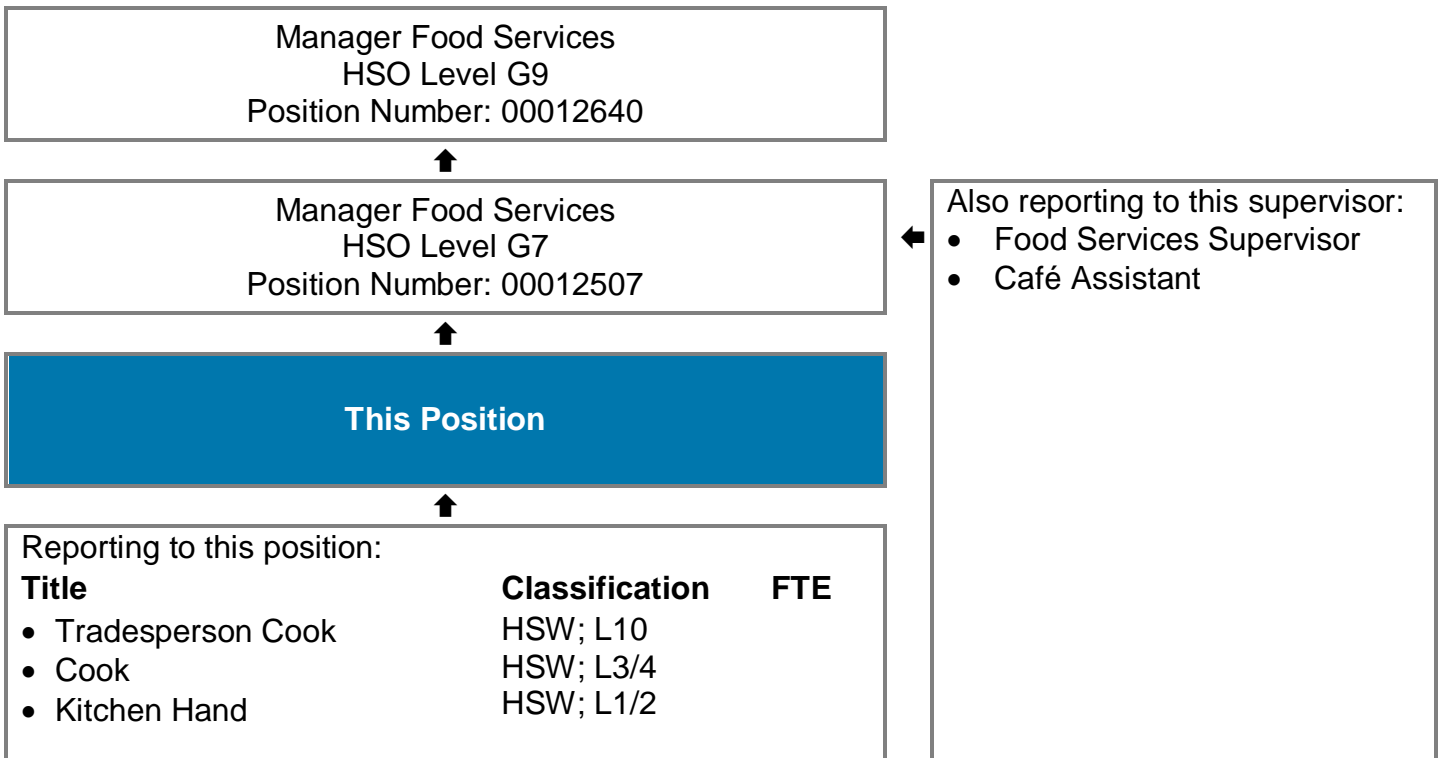 Manager Food Services
HSO Level G9
Position Number: 00012640
Manager Food Services
HSO Level G7
Position Number: 00012507
Also reporting to this supervisor:
• Food Services Supervisor
• Café Assistant
This Position
Reporting to this position:
Title Classification FTE
• Tradesperson Cook HSW; L10
• Cook HSW; L3/4
• Kitchen Hand HSW; L1/2